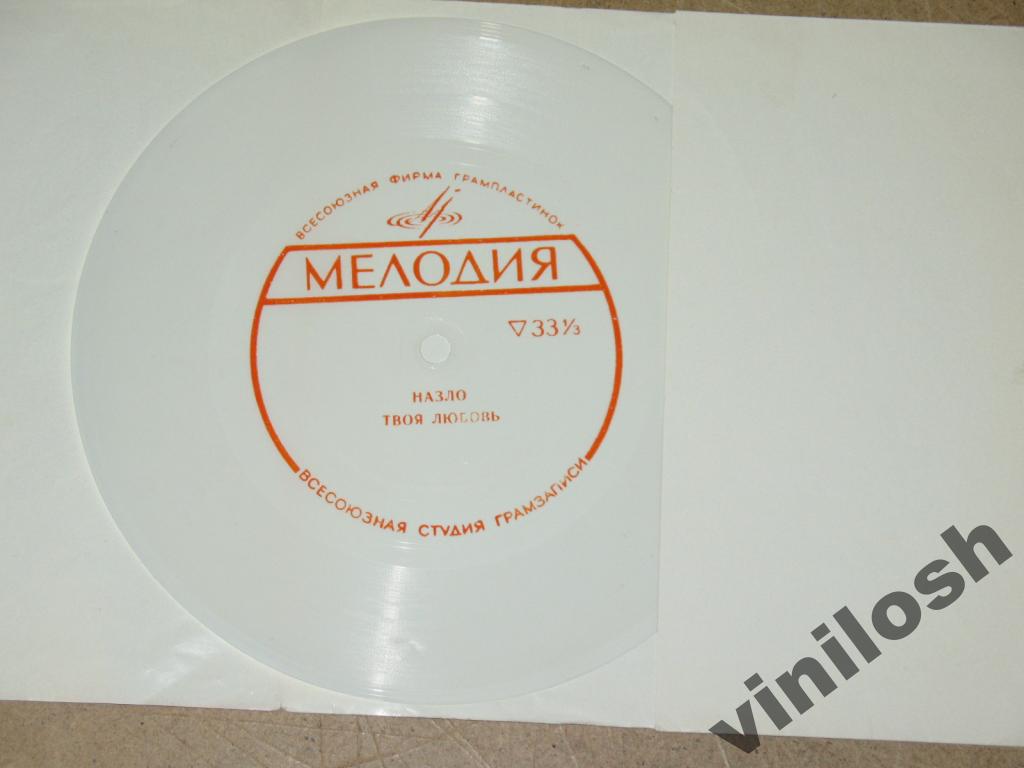 ВСЕСОЮЗНАЯ ФИРМА ГРАМПЛАСТИНОК
МЕЛОДИЯ
▽33⅓
НАЗЛО
ТВОЯ ЛЮБОВЬ
ВСЕСОЮЗНАЯ СТУДИЯ ГРАМЗАПИСИ
vinilosh